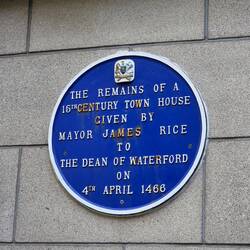 THE REMAINS OF A
15TH CENTURY TOWN HOUSE
GIVEN BY
MAYOR JAMES RICE
TO
THE DEAN OF WATERFORD
ON
4TH APRIL 1466